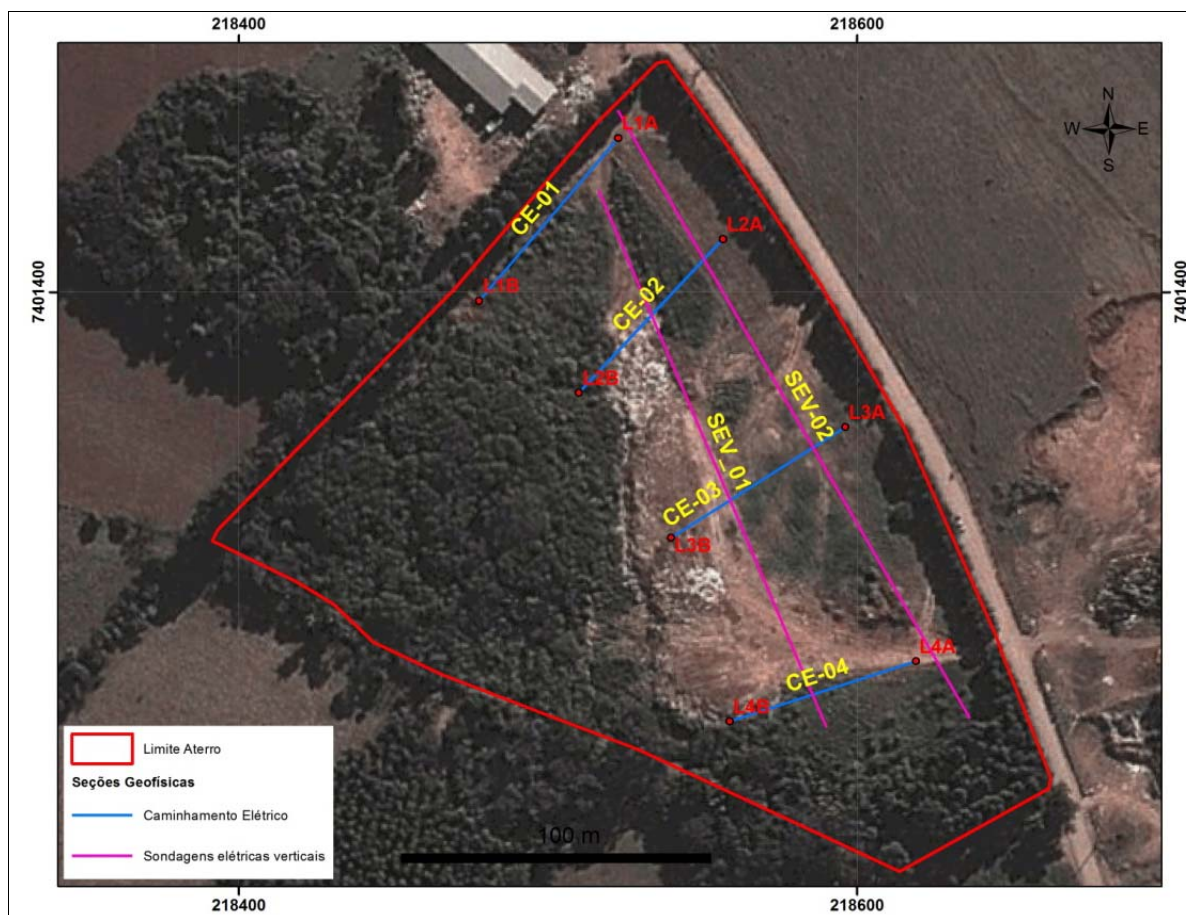 218400 218600
N
W E
S
L1A
CE-01
L2A
L1B
7401400 7401400
CE-02
L2B
SEV-02
L3A
SEV_01
CE-03
L3B
L4A
CE-04
L4B
Limite Aterro
Seções Geofísicas
Caminhamento Elétrico
Sondagens elétricas verticais
100 m
218400 218600